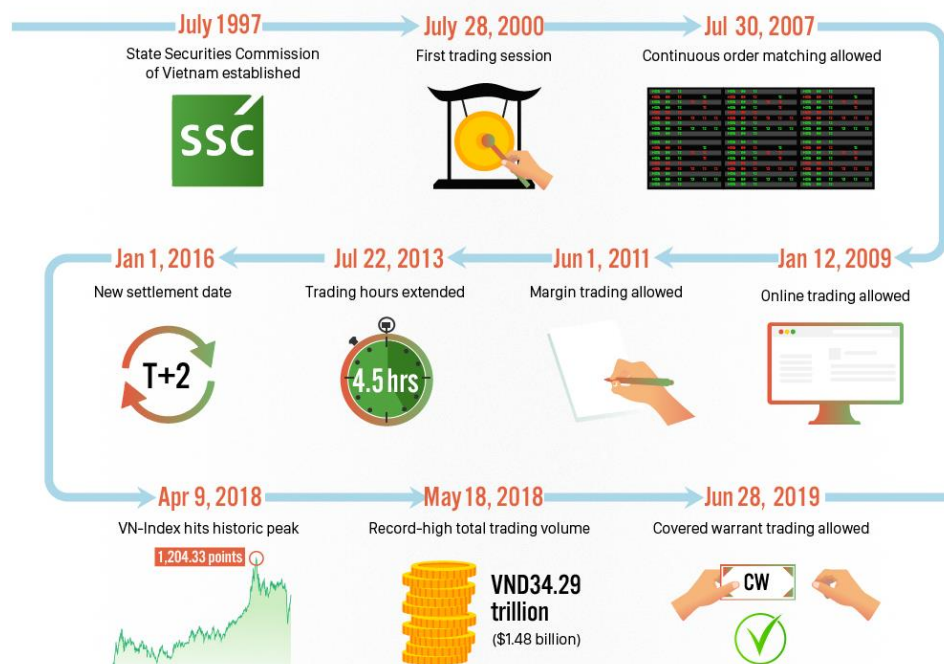 July 1997
State Securities Commission
of Vietnam established
SSC
July 28, 2000
First trading session
Jul 30, 2007
Continuous order matching allowed
Jan 12, 2009
Online trading allowed
Jun 1, 2011
Margin trading allowed
Jul 22, 2013
Trading hours extended
4.5 hrs
Jan 1, 2016
New settlement date
T+2
Apr 9, 2018
VN-Index hits historic peak
1,204.33 points
May 18, 2018
Record-high total trading volume
VND34.29
trillion
($1.48 billion)
Jun 28, 2019
Covered warrant trading allowed
CW